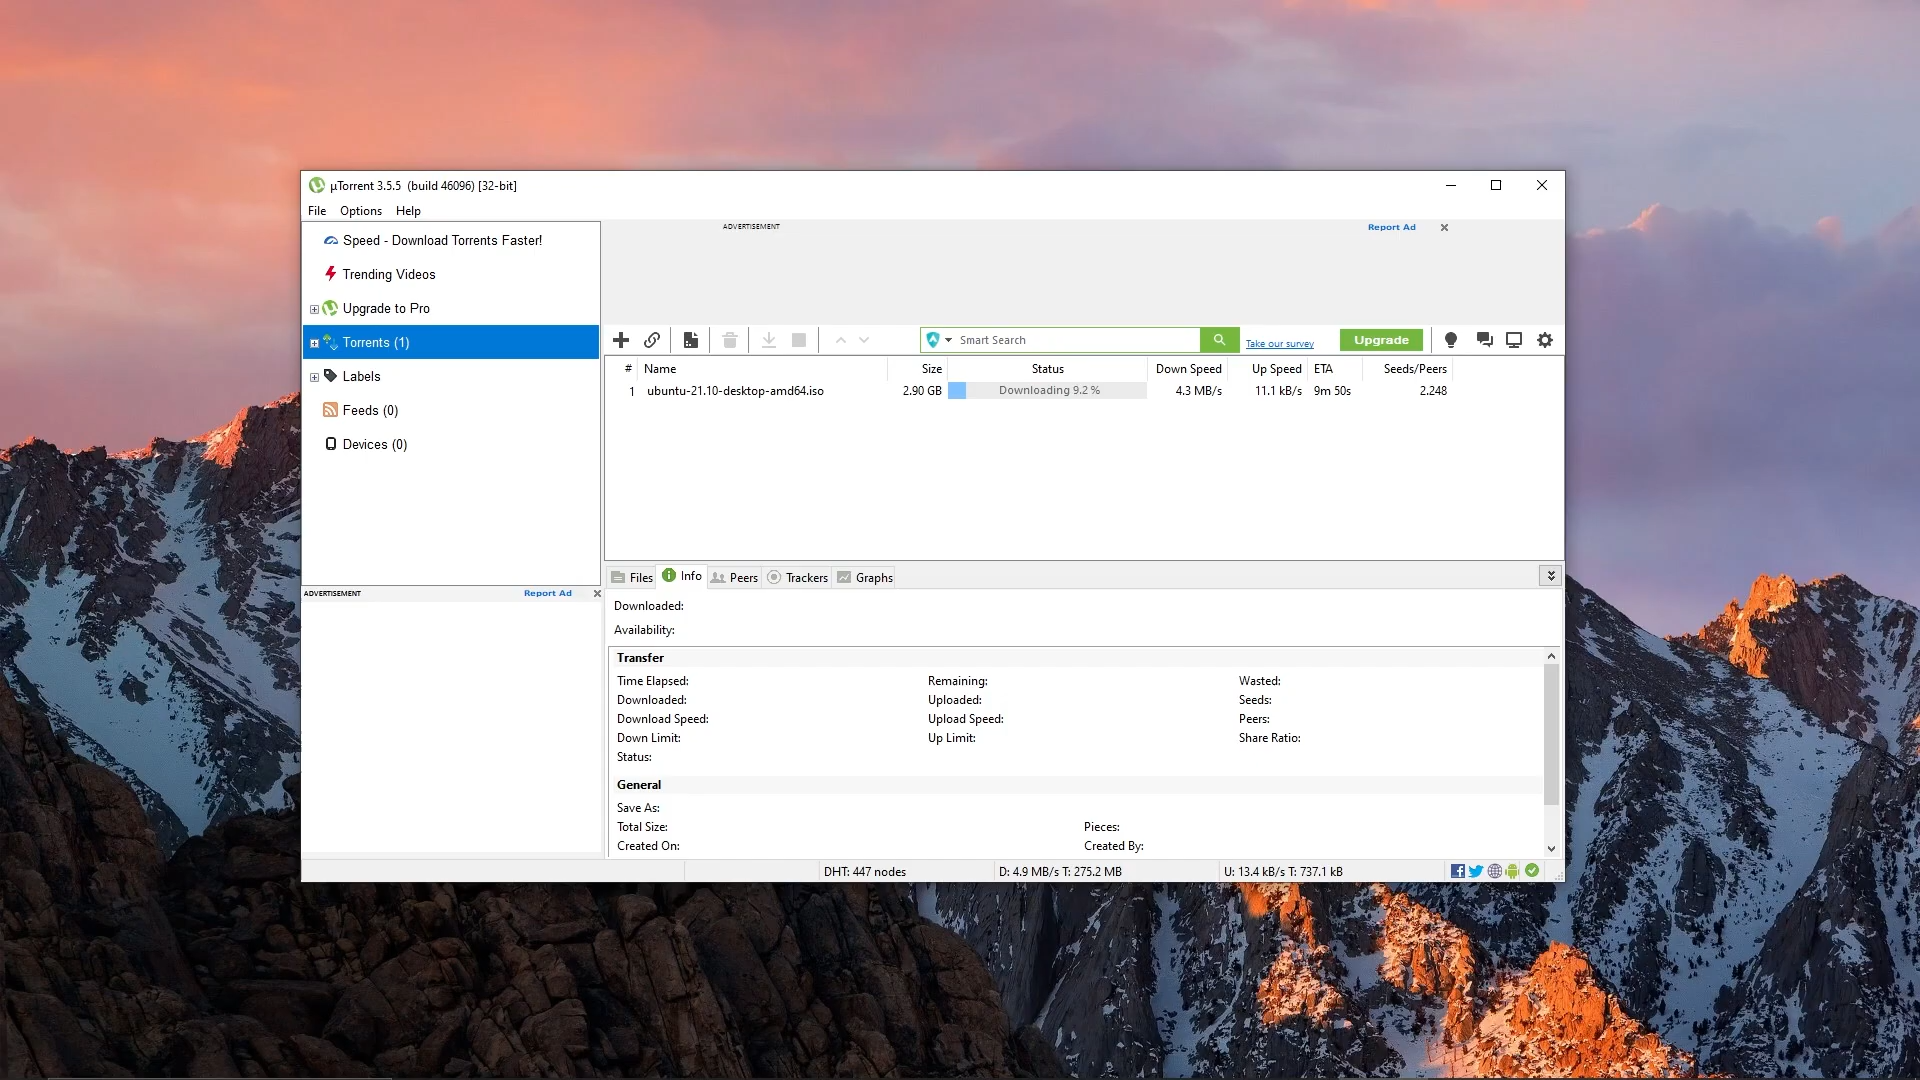 µTorrent 3.5.5 (build 46096) [32-bit]
File Options Help
Speed - Download Torrents Faster!
Trending Videos
Upgrade to Pro
Torrents (1)
Labels
Feeds (0)
Devices (0)
ADVERTISEMENT Report Ad
ADVERTISEMENT Report Ad
Smart Search Take our survey Upgrade
# Name Size Status Down Speed Up Speed ETA Seeds/Peers
1 ubuntu-21.10-desktop-amd64.iso 2.90 GB Downloading 9.2 % 4.3 MB/s 11.1 kB/s 9m 50s 2.248
Files Info Peers Trackers Graphs
Downloaded:
Availability:
Transfer
Time Elapsed: Remaining: Wasted:
Downloaded: Uploaded: Seeds:
Download Speed: Upload Speed: Peers:
Down Limit: Up Limit: Share Ratio:
Status:
General
Save As:
Total Size: Pieces:
Created On: Created By:
DHT: 447 nodes D: 4.9 MB/s T: 275.2 MB U: 13.4 kB/s T: 737.1 kB